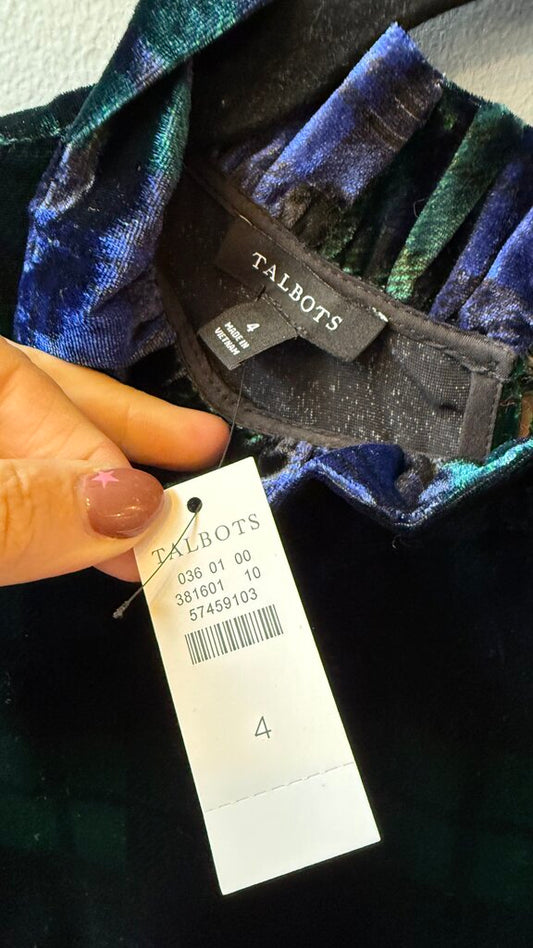 TALBOTS
4
MADE IN
VIETNAM
TALBOTS
036 01 00
381601 10
57459103
4